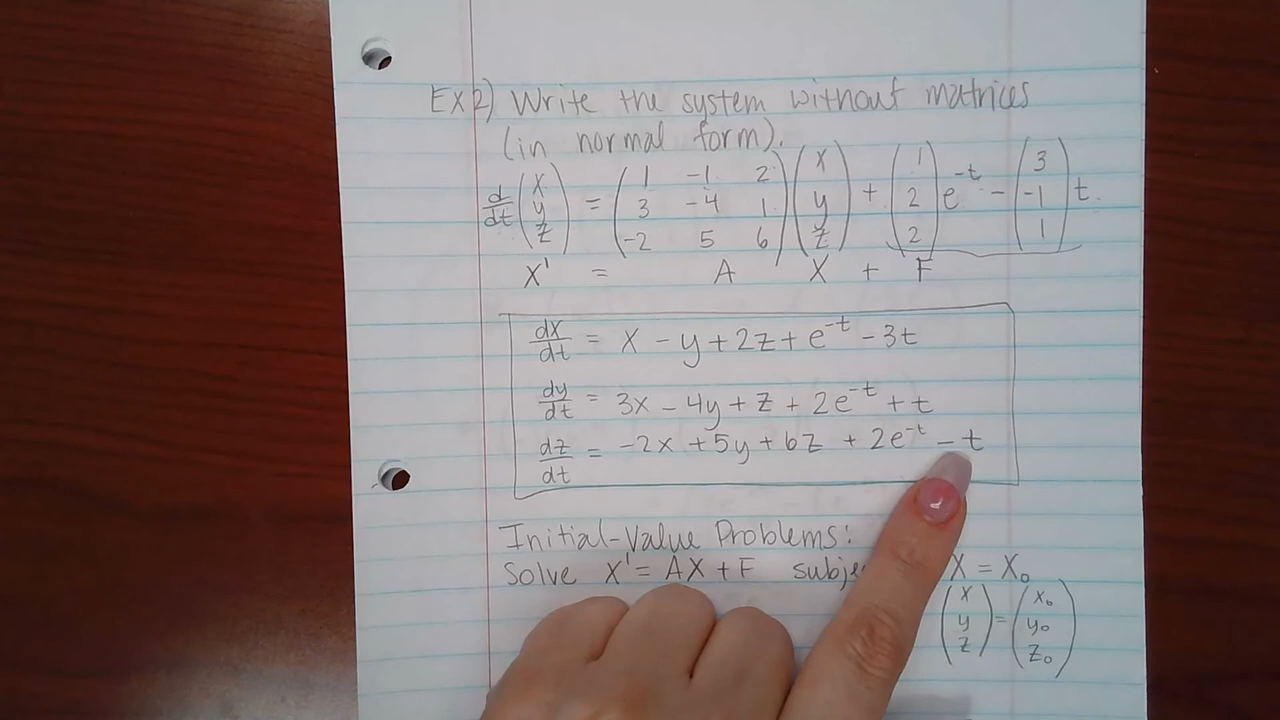 Ex 2) Write the system without matrices
(in normal form).
d/dt (x y z) = (1 -1 2 3 -4 1 -2 5 6) (x y z) + (1 2 2) e^-t - (3 -1 1) t.
X' = A X + F
dx/dt = x - y + 2z + e^-t - 3t
dy/dt = 3x - 4y + z + 2e^-t + t
dz/dt = -2x + 5y + 6z + 2e^-t - t
Initial-Value Problems:
Solve X' = AX + F X = X₀
(x y z) = (x₀ y₀ z₀)